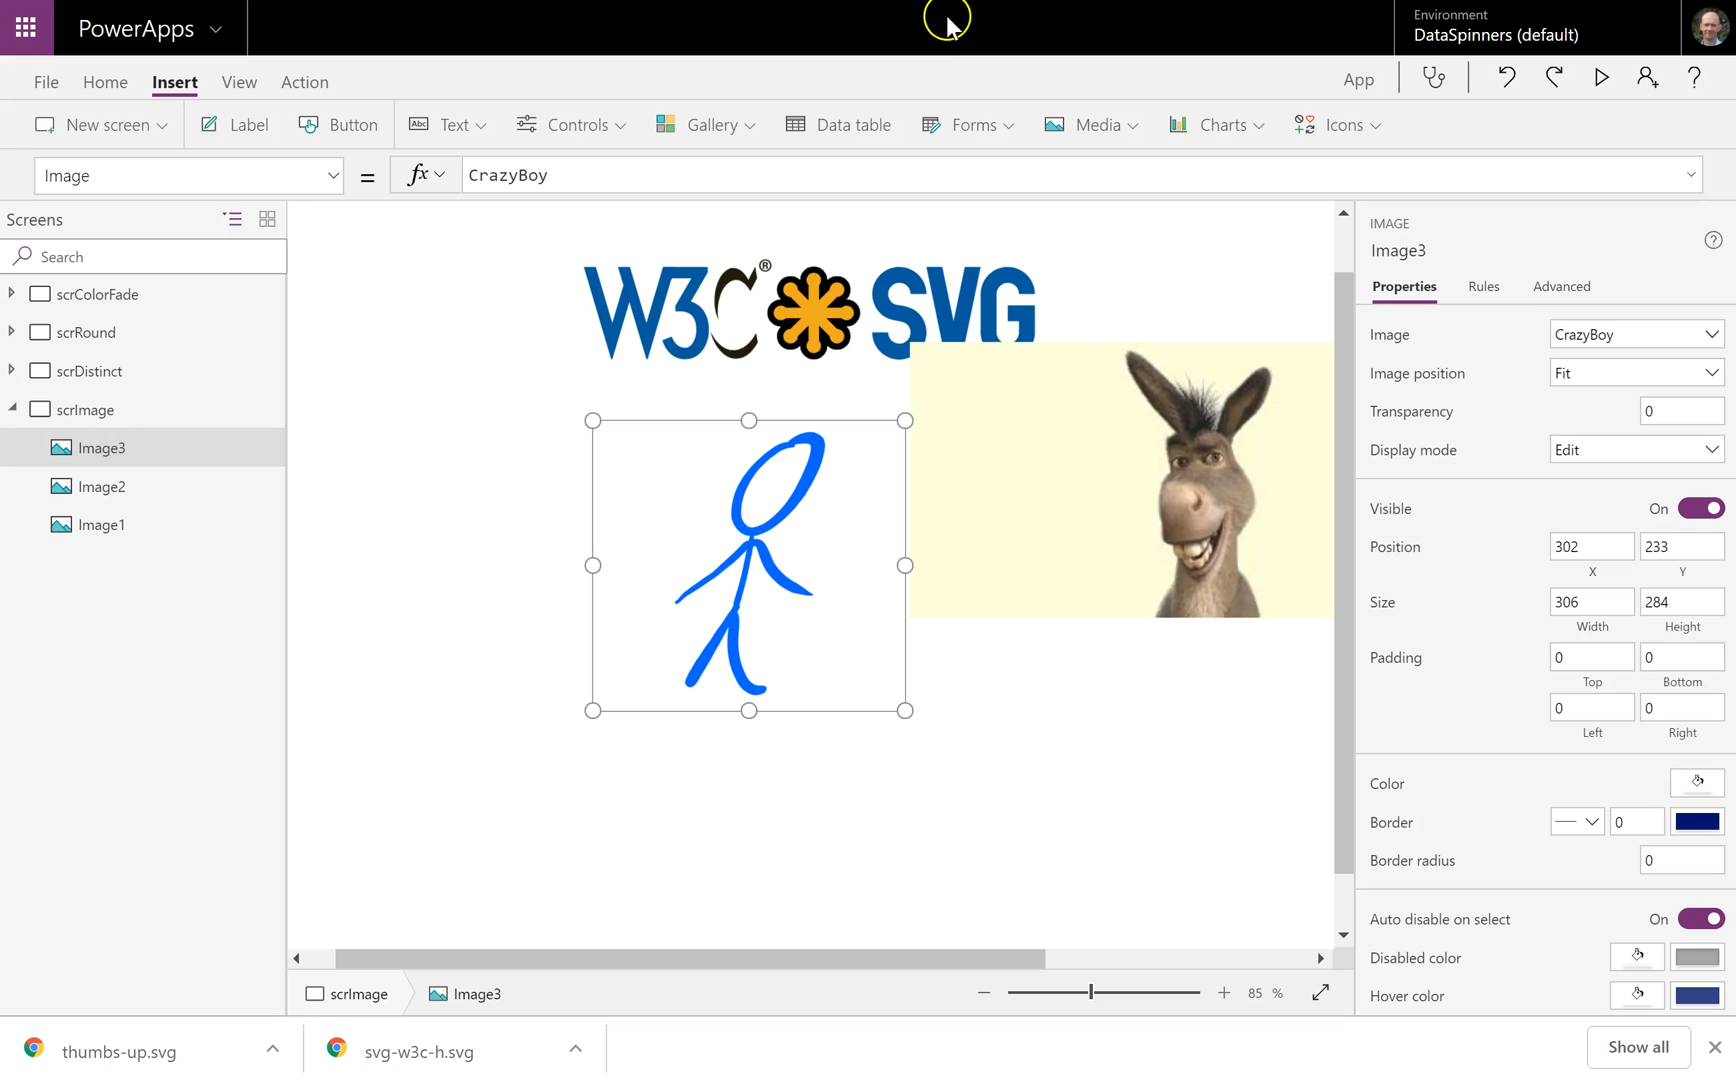 PowerApps
Environment
DataSpinners (default)
File Home Insert View Action App
New screen Label Button Text Controls Gallery Data table Forms Media Charts Icons
Image = fx CrazyBoy
Screens
Search
scrColorFade
scrRound
scrDistinct
scrImage
Image3
Image2
Image1
W3C® SVG
IMAGE
Image3
Properties Rules Advanced
Image CrazyBoy
Image position Fit
Transparency 0
Display mode Edit
Visible On
Position 302 233
X Y
Size 306 284
Width Height
Padding 0 0
Top Bottom
0 0
Left Right
Color
Border 0
Border radius 0
Auto disable on select On
Disabled color
Hover color
scrImage Image3 85 %
thumbs-up.svg svg-w3c-h.svg Show all